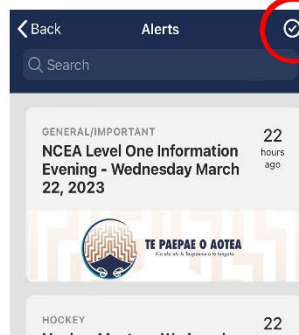 Back Alerts
Search
GENERAL/IMPORTANT
22
NCEA Level One Information
hours
Evening - Wednesday March
ago
22, 2023
TE PAEPAE O AOTEA
HOCKEY
22